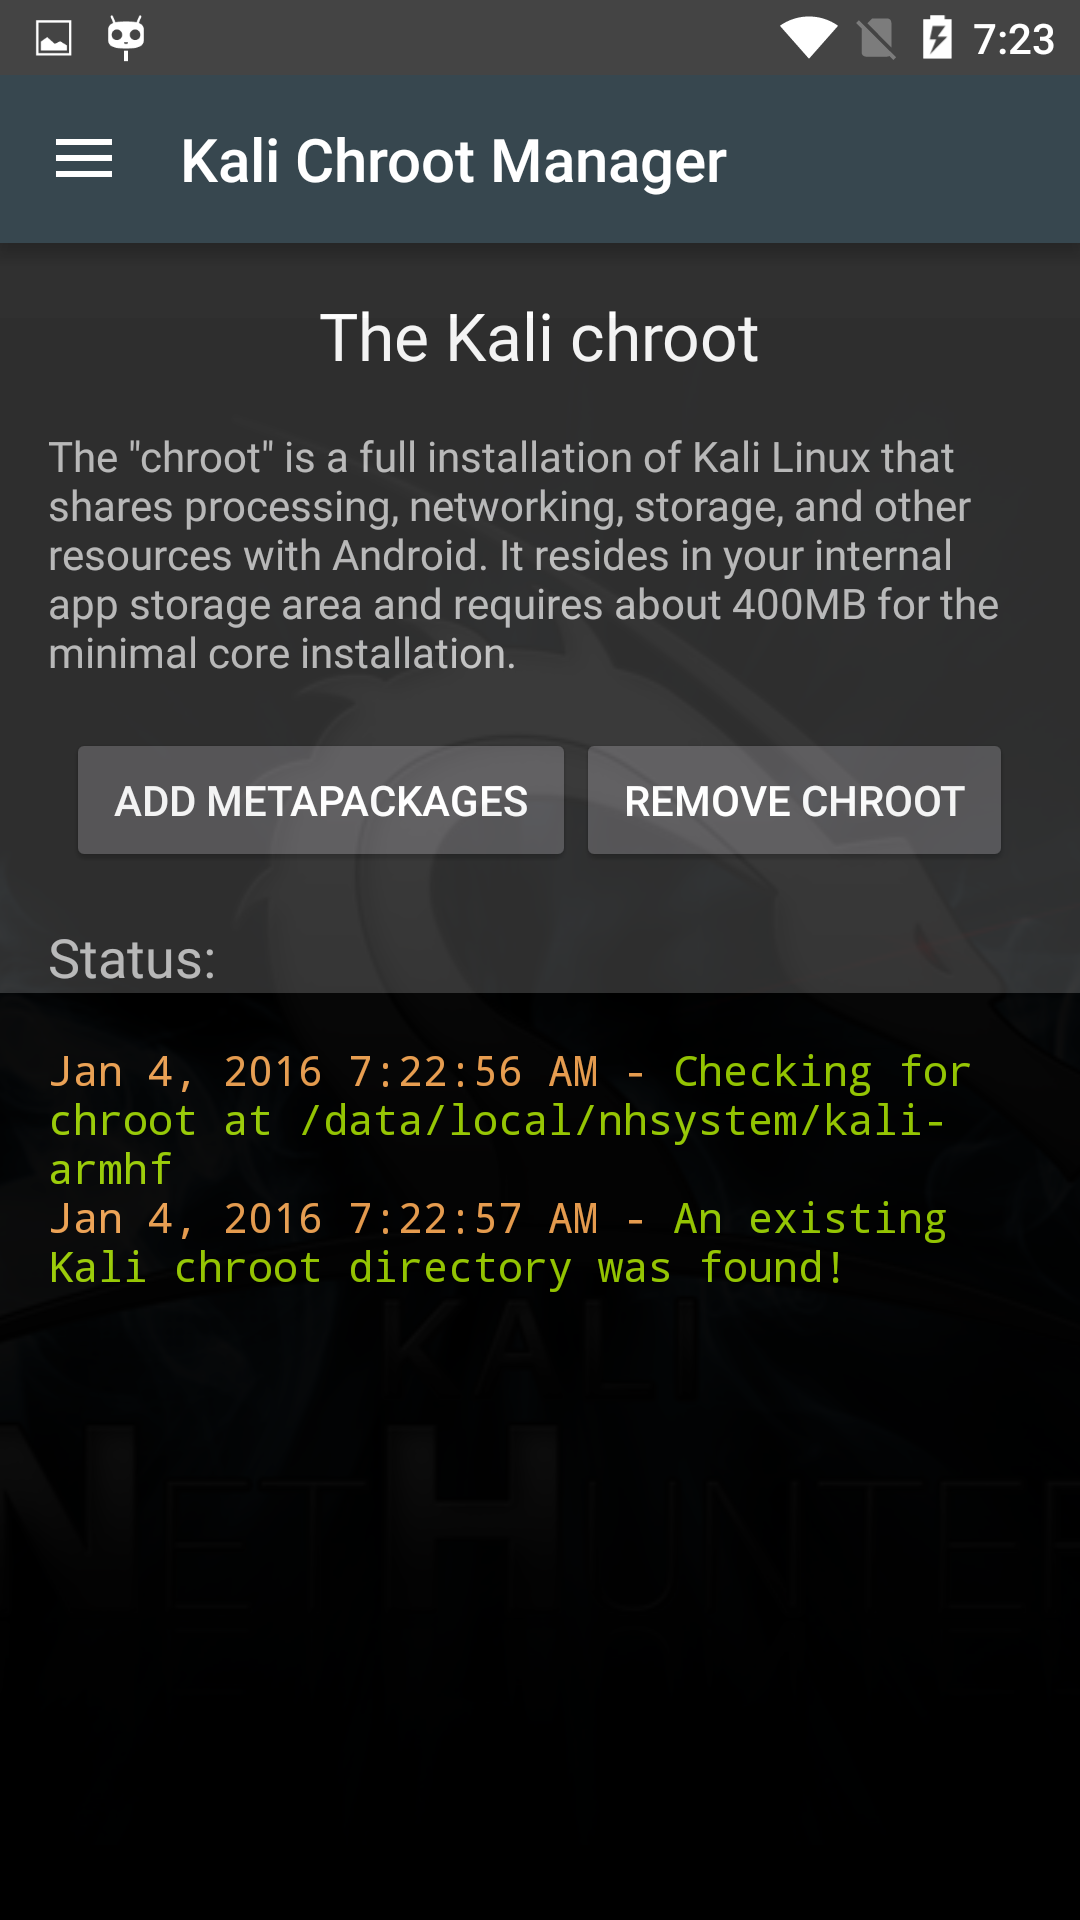 7:23
Kali Chroot Manager
The Kali chroot
The "chroot" is a full installation of Kali Linux that
shares processing, networking, storage, and other
resources with Android. It resides in your internal
app storage area and requires about 400MB for the
minimal core installation.
ADD METAPACKAGES REMOVE CHROOT
Status:
Jan 4, 2016 7:22:56 AM - Checking for
chroot at /data/local/nhsystem/kali-
armhf
Jan 4, 2016 7:22:57 AM - An existing
Kali chroot directory was found!
KALI
NETHUNTER